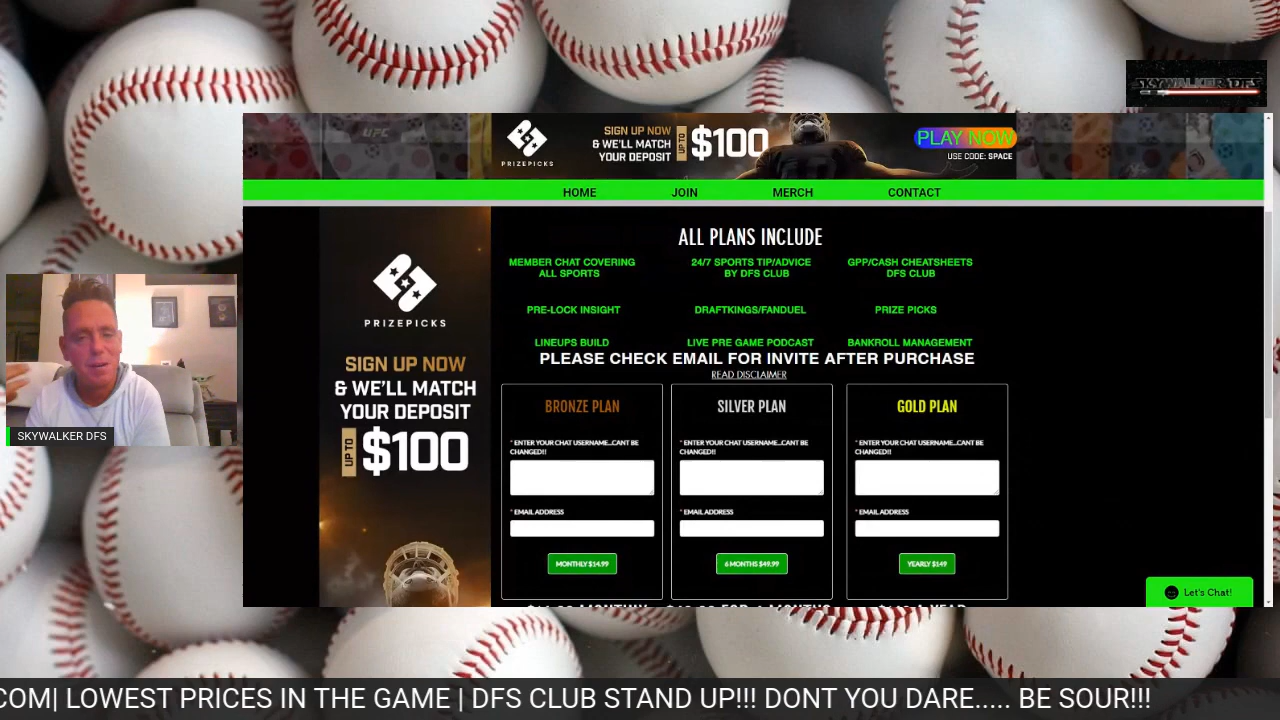 SKYWALKER DFS
UFC
PRIZEPICKS
SIGN UP NOW
& WE'LL MATCH
YOUR DEPOSIT
UP TO
$100
PLAY NOW
USE CODE: SPACE
HOME JOIN MERCH CONTACT
PRIZEPICKS
SIGN UP NOW
& WE'LL MATCH
YOUR DEPOSIT
UP TO
$100
ALL PLANS INCLUDE
MEMBER CHAT COVERING
ALL SPORTS
24/7 SPORTS TIP/ADVICE
BY DFS CLUB
GPP/CASH CHEATSHEETS
DFS CLUB
PRE-LOCK INSIGHT
DRAFTKINGS/FANDUEL
PRIZE PICKS
LINEUPS BUILD
LIVE PRE GAME PODCAST
BANKROLL MANAGEMENT
PLEASE CHECK EMAIL FOR INVITE AFTER PURCHASE
READ DISCLAIMER
BRONZE PLAN
* ENTER YOUR CHAT USERNAME...CANT BE
CHANGED!!
* EMAIL ADDRESS
MONTHLY $14.99
SILVER PLAN
* ENTER YOUR CHAT USERNAME...CANT BE
CHANGED!!
* EMAIL ADDRESS
6 MONTHS $49.99
GOLD PLAN
* ENTER YOUR CHAT USERNAME...CANT BE
CHANGED!!
* EMAIL ADDRESS
YEARLY $149
Let's Chat!
SKYWALKER DFS
COM| LOWEST PRICES IN THE GAME | DFS CLUB STAND UP!!! DONT YOU DARE..... BE SOUR!!!